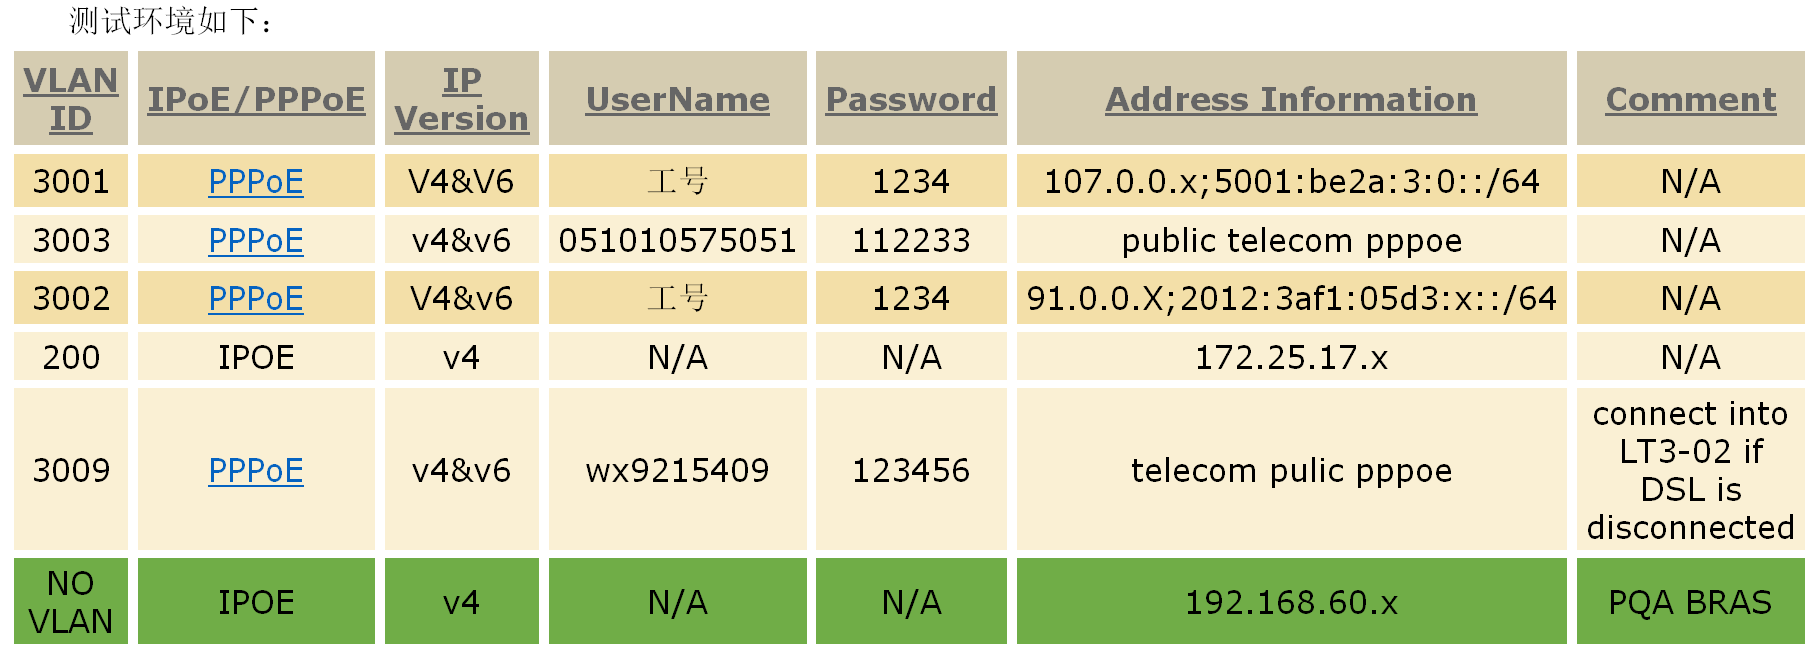 测试环境如下：
VLAN ID IPoE/PPPoE IP Version UserName Password Address Information Comment
3001 PPPoE V4&V6 工号 1234 107.0.0.x;5001:be2a:3:0::/64 N/A
3003 PPPoE v4&v6 051010575051 112233 public telecom pppoe N/A
3002 PPPoE V4&v6 工号 1234 91.0.0.X;2012:3af1:05d3:x::/64 N/A
200 IPOE v4 N/A N/A 172.25.17.x N/A
3009 PPPoE v4&v6 wx9215409 123456 telecom pulic pppoe connect into LT3-02 if DSL is disconnected
NO VLAN IPOE v4 N/A N/A 192.168.60.x PQA BRAS